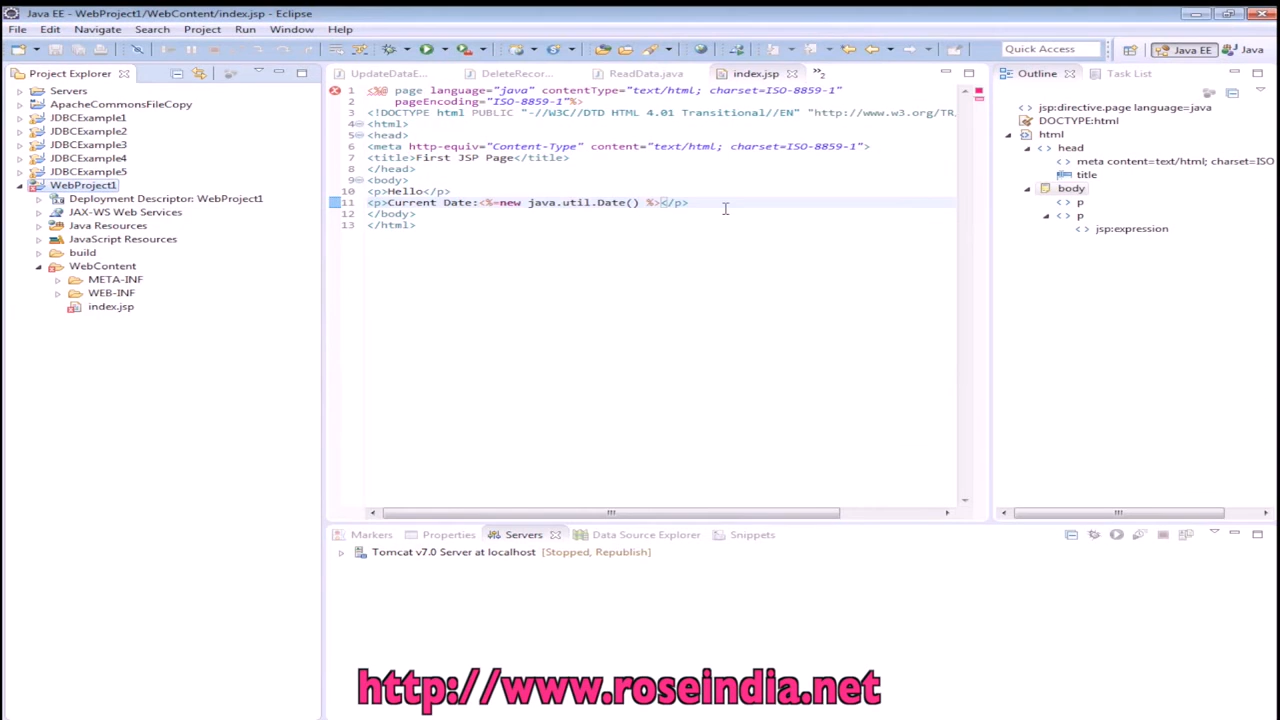 Java EE - WebProject1/WebContent/index.jsp - Eclipse
File Edit Navigate Search Project Run Window Help
Quick Access
Java EE
Java
Project Explorer
Servers
ApacheCommonsFileCopy
JDBCExample1
JDBCExample2
JDBCExample3
JDBCExample4
JDBCExample5
WebProject1
Deployment Descriptor: WebProject1
JAX-WS Web Services
Java Resources
JavaScript Resources
build
WebContent
META-INF
WEB-INF
index.jsp
UpdateDataE... DeleteRecor... ReadData.java index.jsp »2
1 <%@ page language="java" contentType="text/html; charset=ISO-8859-1"
2 pageEncoding="ISO-8859-1"%>
3 <!DOCTYPE html PUBLIC "-//W3C//DTD HTML 4.01 Transitional//EN" "http://www.w3.org/TR/
4 <html>
5 <head>
6 <meta http-equiv="Content-Type" content="text/html; charset=ISO-8859-1">
7 <title>First JSP Page</title>
8 </head>
9 <body>
10 <p>Hello</p>
11 <p>Current Date:<%=new java.util.Date() %></p>
12 </body>
13 </html>
Outline Task List
jsp:directive.page language=java
DOCTYPE:html
html
head
meta content=text/html; charset=ISO
title
body
p
p
jsp:expression
Markers Properties Servers Data Source Explorer Snippets
Tomcat v7.0 Server at localhost [Stopped, Republish]
http://www.roseindia.net